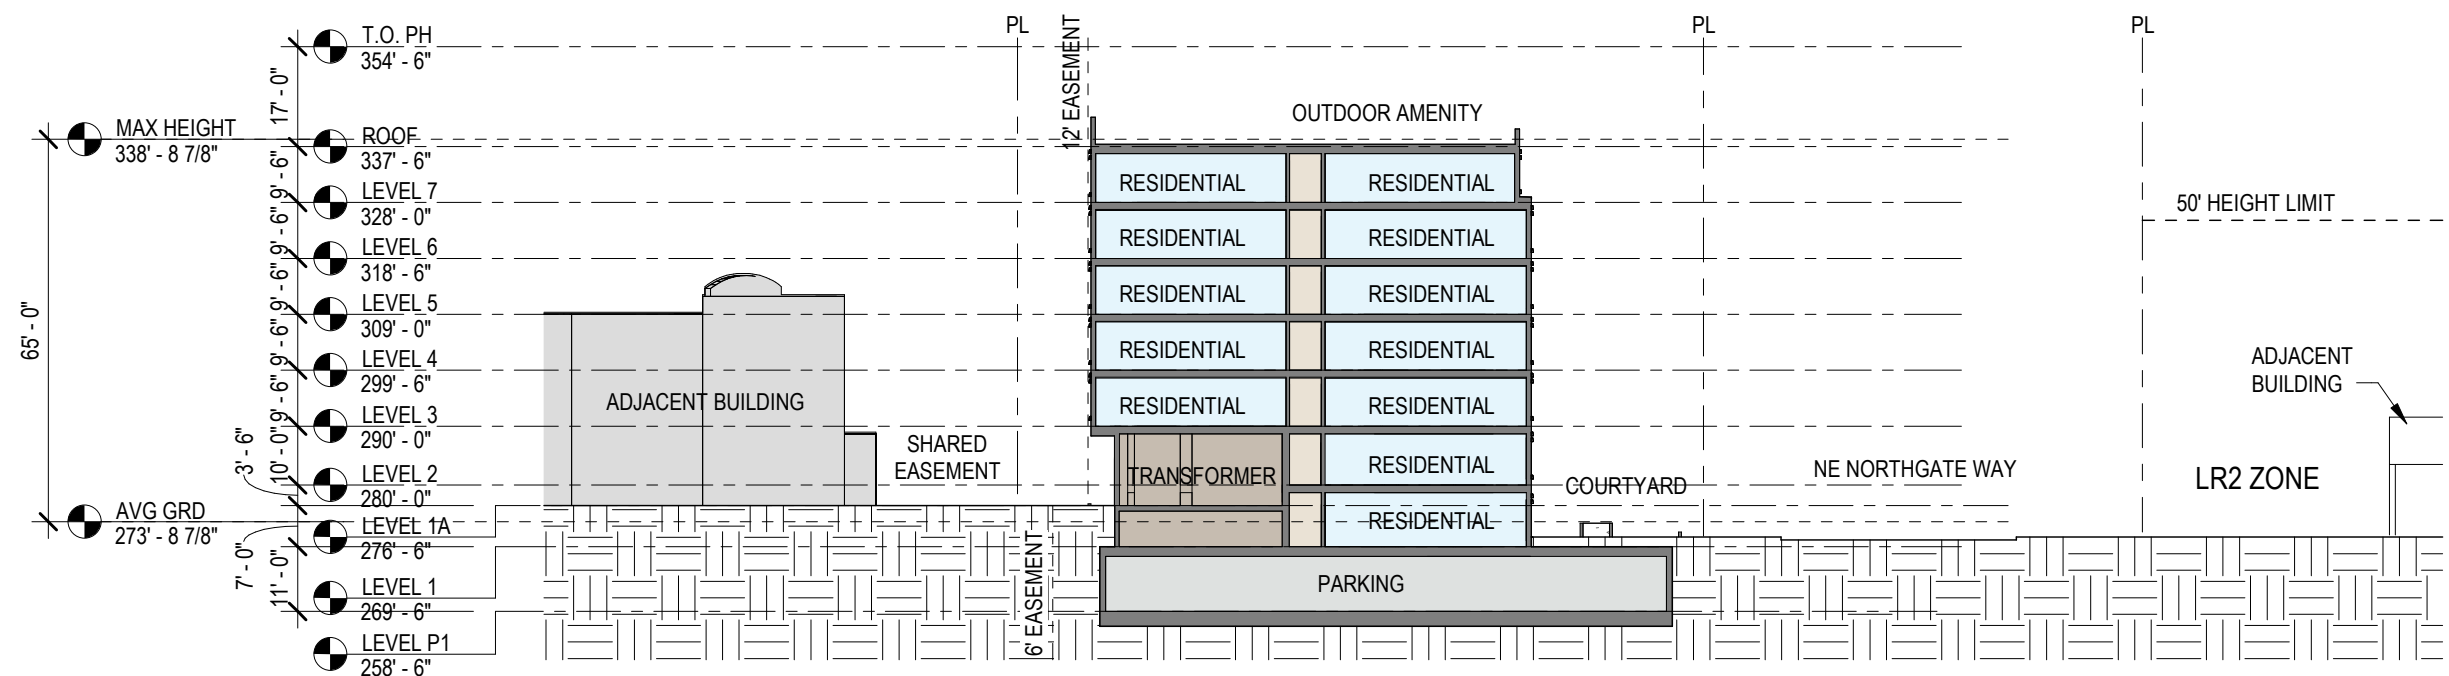 PL
12' EASEMENT
PL
PL
T.O. PH
354' - 6"
17' - 0"
OUTDOOR AMENITY
MAX HEIGHT
338' - 8 7/8"
ROOF
337' - 6"
9' - 6"
RESIDENTIAL RESIDENTIAL
LEVEL 7
328' - 0"
50' HEIGHT LIMIT
9' - 6"
RESIDENTIAL RESIDENTIAL
LEVEL 6
318' - 6"
9' - 6"
RESIDENTIAL RESIDENTIAL
LEVEL 5
309' - 0"
65' - 0"
9' - 6"
RESIDENTIAL RESIDENTIAL
LEVEL 4
299' - 6"
ADJACENT
BUILDING
9' - 6"
ADJACENT BUILDING
RESIDENTIAL RESIDENTIAL
LEVEL 3
290' - 0"
3' - 6"
10' - 0"
SHARED
EASEMENT
LEVEL 2
280' - 0"
TRANSFORMER
RESIDENTIAL
COURTYARD
NE NORTHGATE WAY
LR2 ZONE
AVG GRD
273' - 8 7/8"
LEVEL 1A
276' - 6"
RESIDENTIAL
7' - 0"
11' - 0"
6' EASEMENT
LEVEL 1
269' - 6"
PARKING
LEVEL P1
258' - 6"